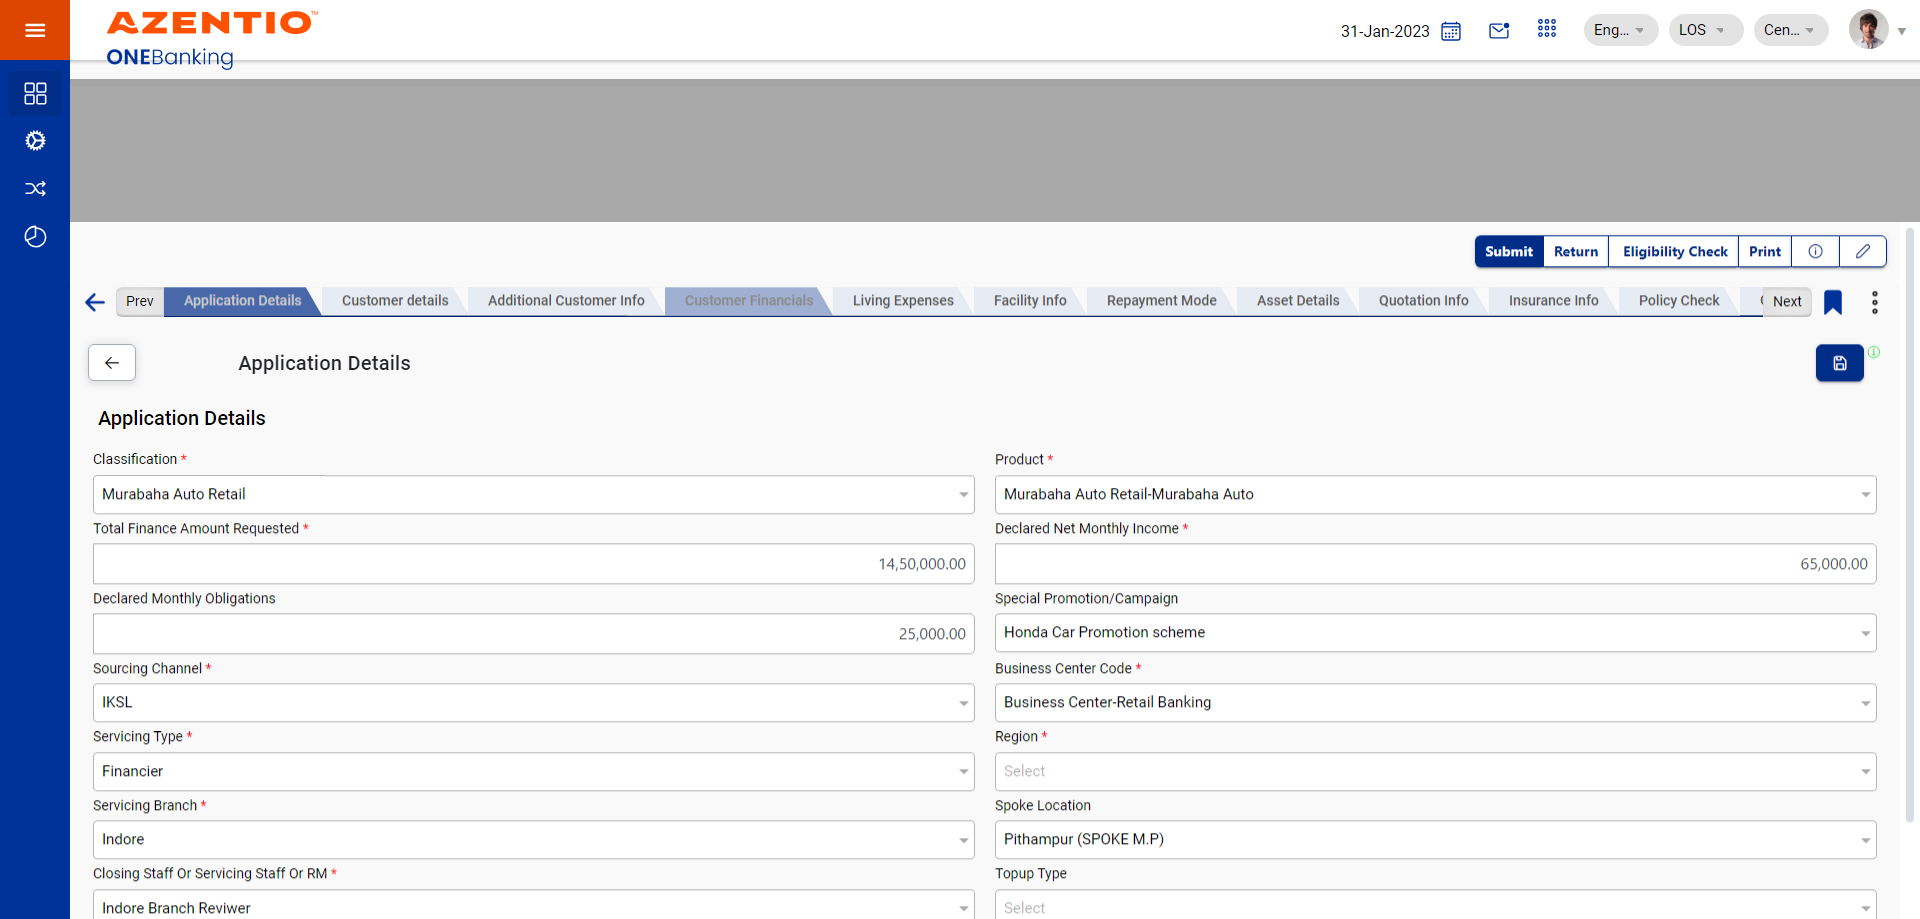 AZENTIO™
ONEBanking
31-Jan-2023
Eng...
LOS
Cen...
Submit
Return
Eligibility Check
Print
Prev
Application Details
Customer details
Additional Customer Info
Customer Financials
Living Expenses
Facility Info
Repayment Mode
Asset Details
Quotation Info
Insurance Info
Policy Check
Next
Application Details
Application Details
Classification *
Product *
Murabaha Auto Retail
Murabaha Auto Retail-Murabaha Auto
Total Finance Amount Requested *
Declared Net Monthly Income *
14,50,000.00
65,000.00
Declared Monthly Obligations
Special Promotion/Campaign
25,000.00
Honda Car Promotion scheme
Sourcing Channel *
Business Center Code *
IKSL
Business Center-Retail Banking
Servicing Type *
Region *
Financier
Select
Servicing Branch *
Spoke Location
Indore
Pithampur (SPOKE M.P)
Closing Staff Or Servicing Staff Or RM *
Topup Type
Indore Branch Reviwer
Select